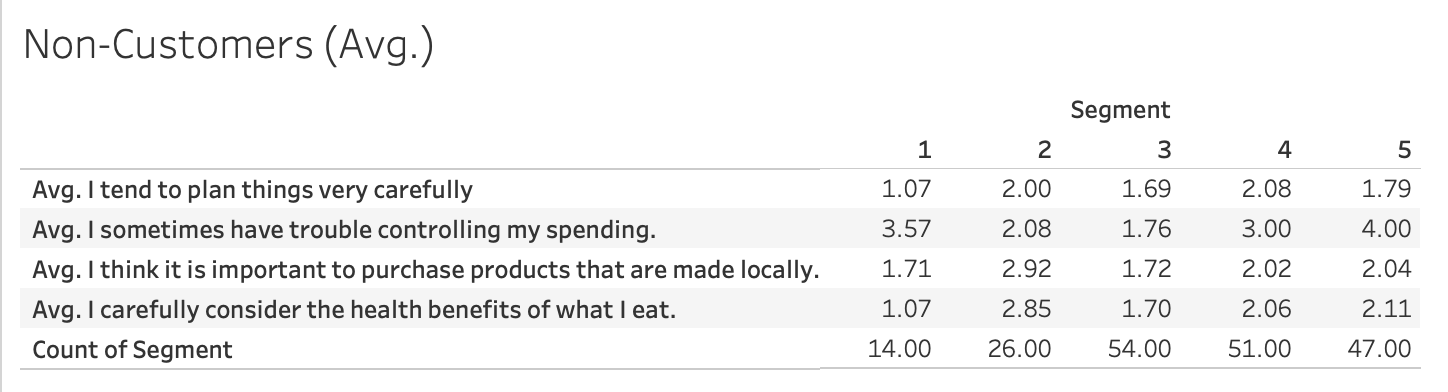 Non-Customers (Avg.)
Segment
1 2 3 4 5
Avg. I tend to plan things very carefully 1.07 2.00 1.69 2.08 1.79
Avg. I sometimes have trouble controlling my spending. 3.57 2.08 1.76 3.00 4.00
Avg. I think it is important to purchase products that are made locally. 1.71 2.92 1.72 2.02 2.04
Avg. I carefully consider the health benefits of what I eat. 1.07 2.85 1.70 2.06 2.11
Count of Segment 14.00 26.00 54.00 51.00 47.00